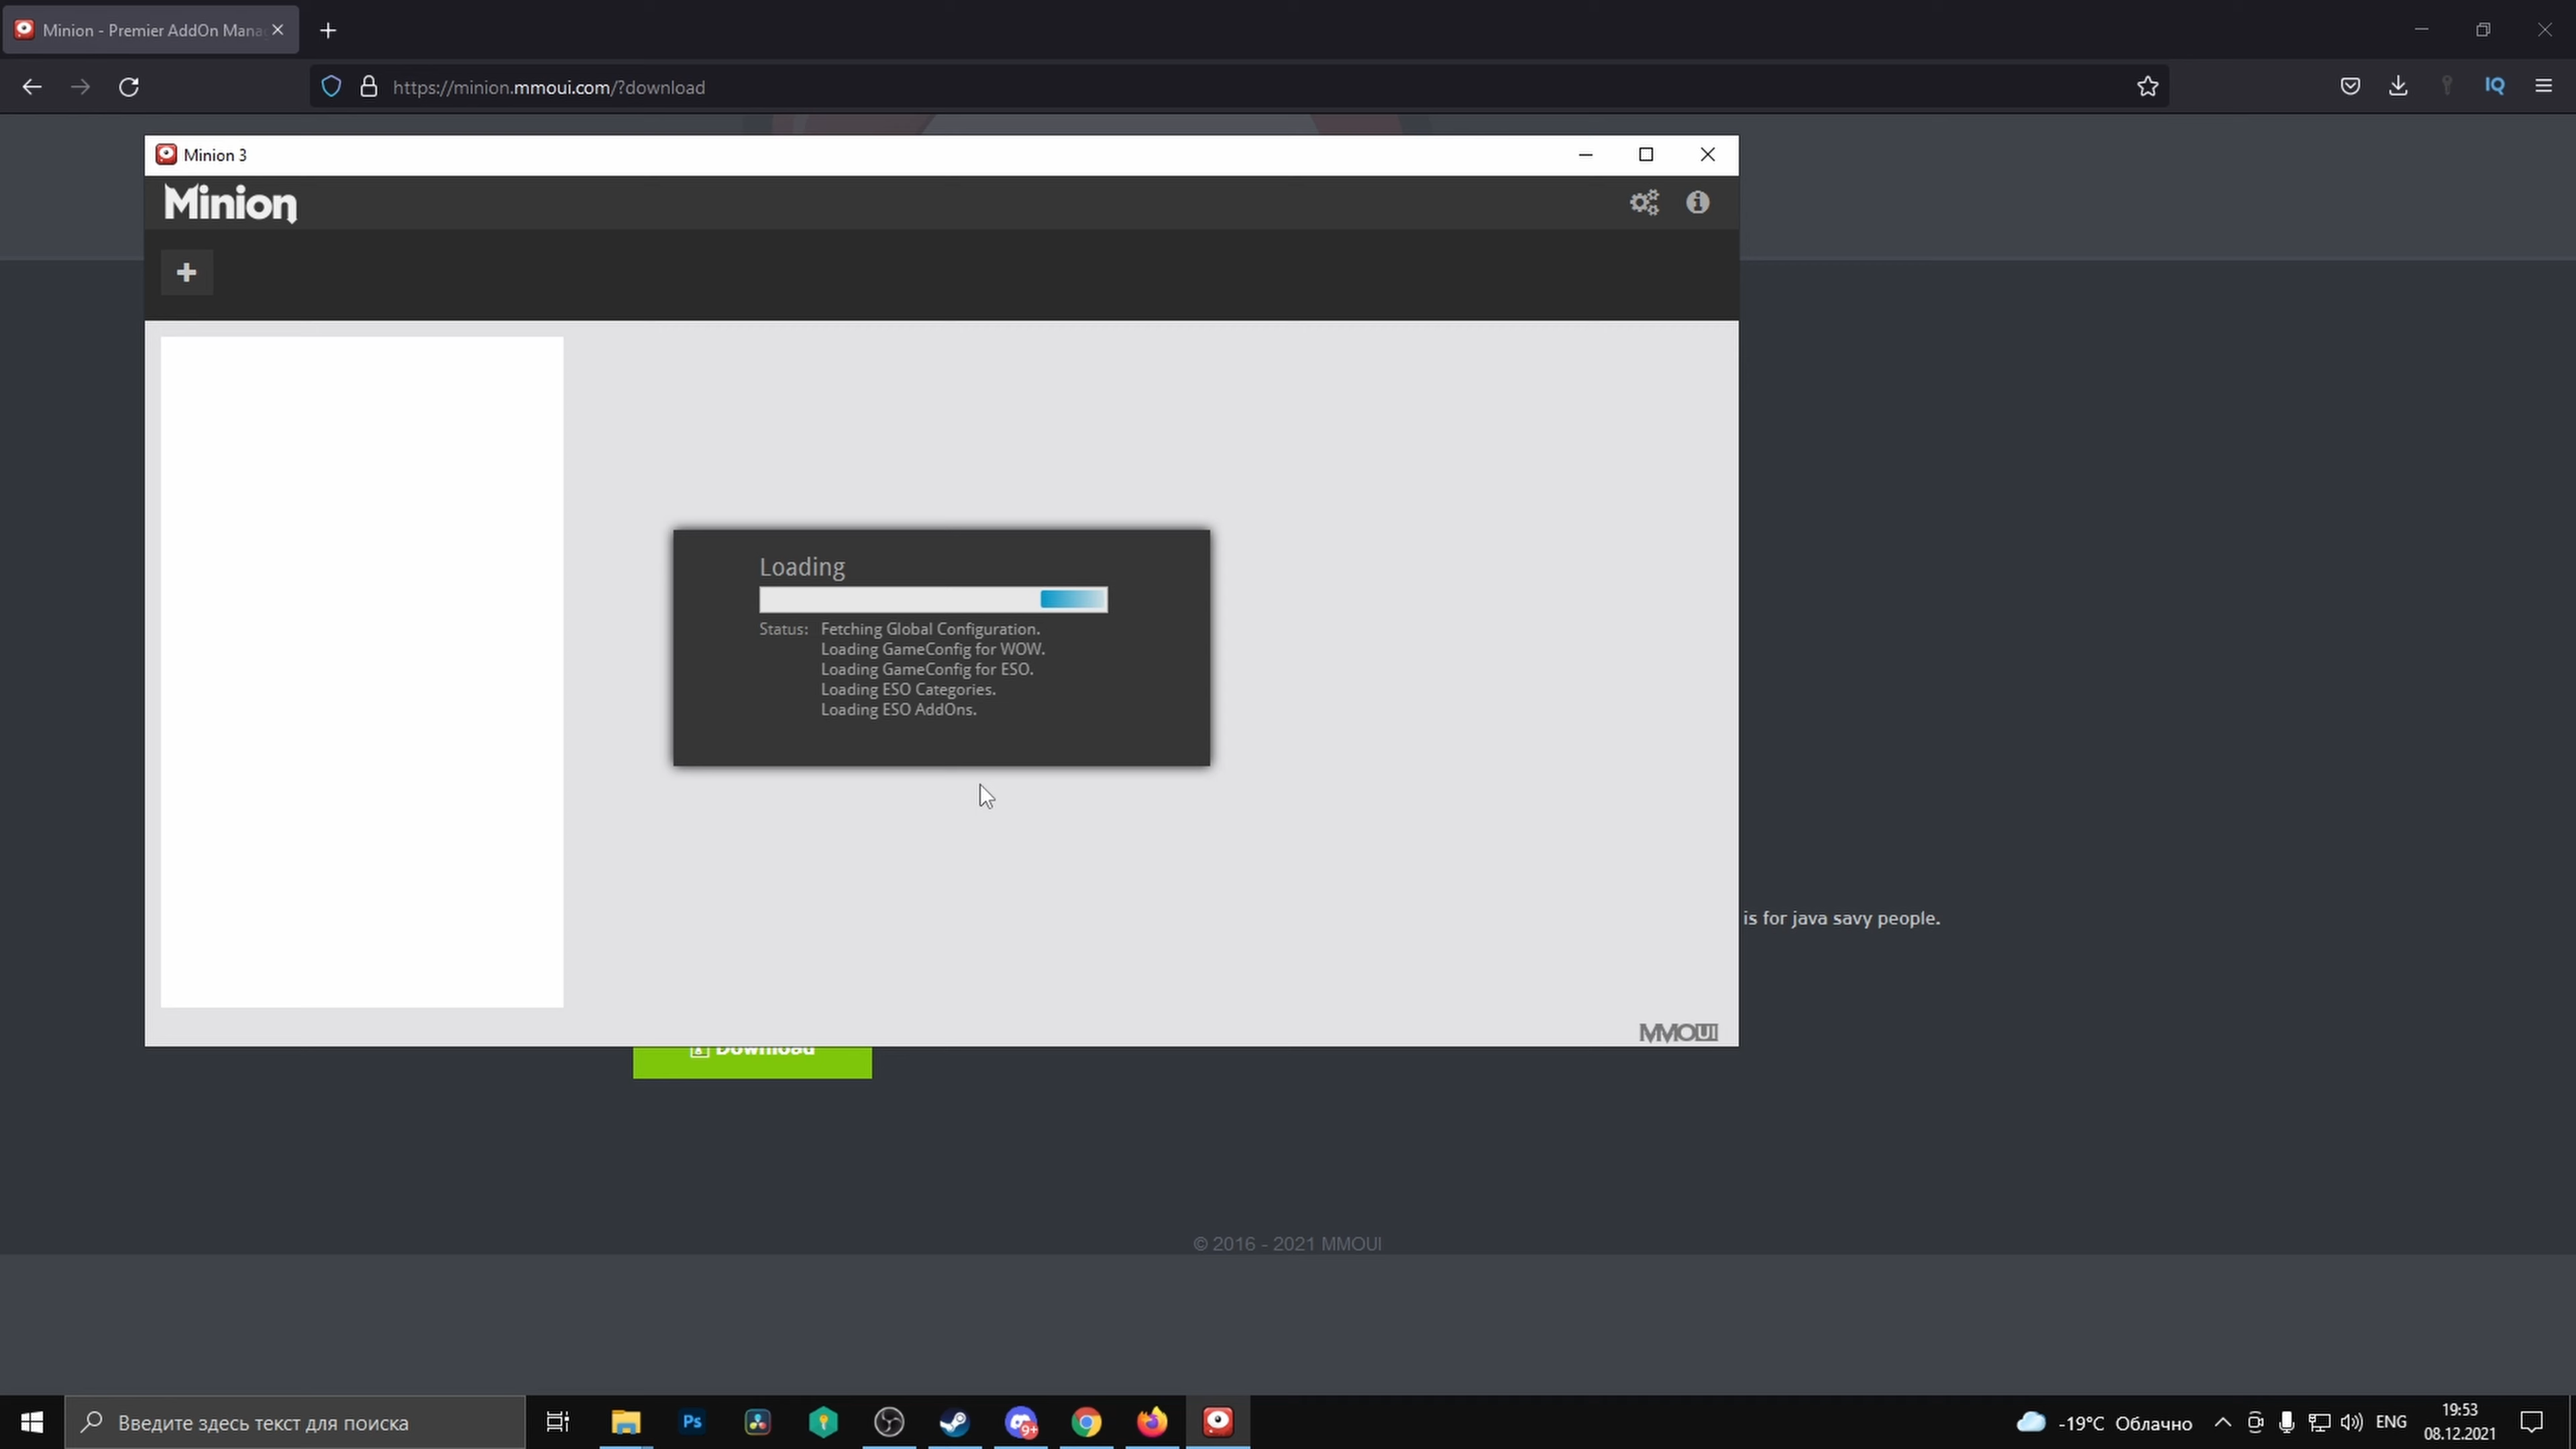 Minion - Premier AddOn Mana
https://minion.mmoui.com/?download
IQ
Minion 3
Minion
Loading
Status: Fetching Global Configuration.
Loading GameConfig for WOW.
Loading GameConfig for ESO.
Loading ESO Categories.
Loading ESO AddOns.
is for java savy people.
MMOUI
Download
© 2016 - 2021 MMOUI
Введите здесь текст для поиска
Ps
9+
-19°C Облачно
ENG
19:53
08.12.2021